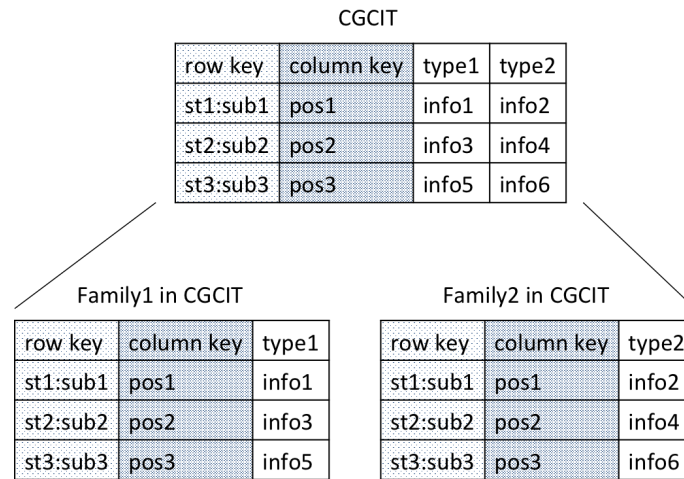 CGCIT
row key column key type1 type2
st1:sub1 pos1 info1 info2
st2:sub2 pos2 info3 info4
st3:sub3 pos3 info5 info6
Family1 in CGCIT
row key column key type1
st1:sub1 pos1 info1
st2:sub2 pos2 info3
st3:sub3 pos3 info5
Family2 in CGCIT
row key column key type2
st1:sub1 pos1 info2
st2:sub2 pos2 info4
st3:sub3 pos3 info6